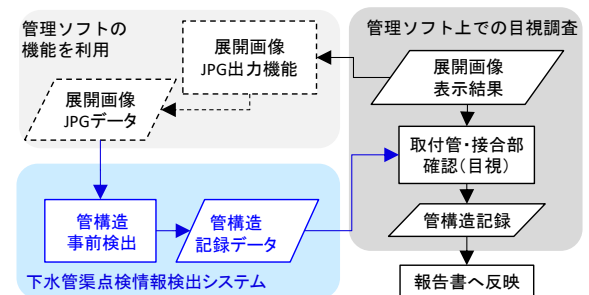 管理ソフトの
機能を利用
展開画像
JPG出力機能
展開画像
JPGデータ
管理ソフト上での目視調査
展開画像
表示結果
取付管・接合部
確認(目視)
管構造記録
報告書へ反映
管構造
事前検出
管構造
記録データ
下水管渠点検情報検出システム